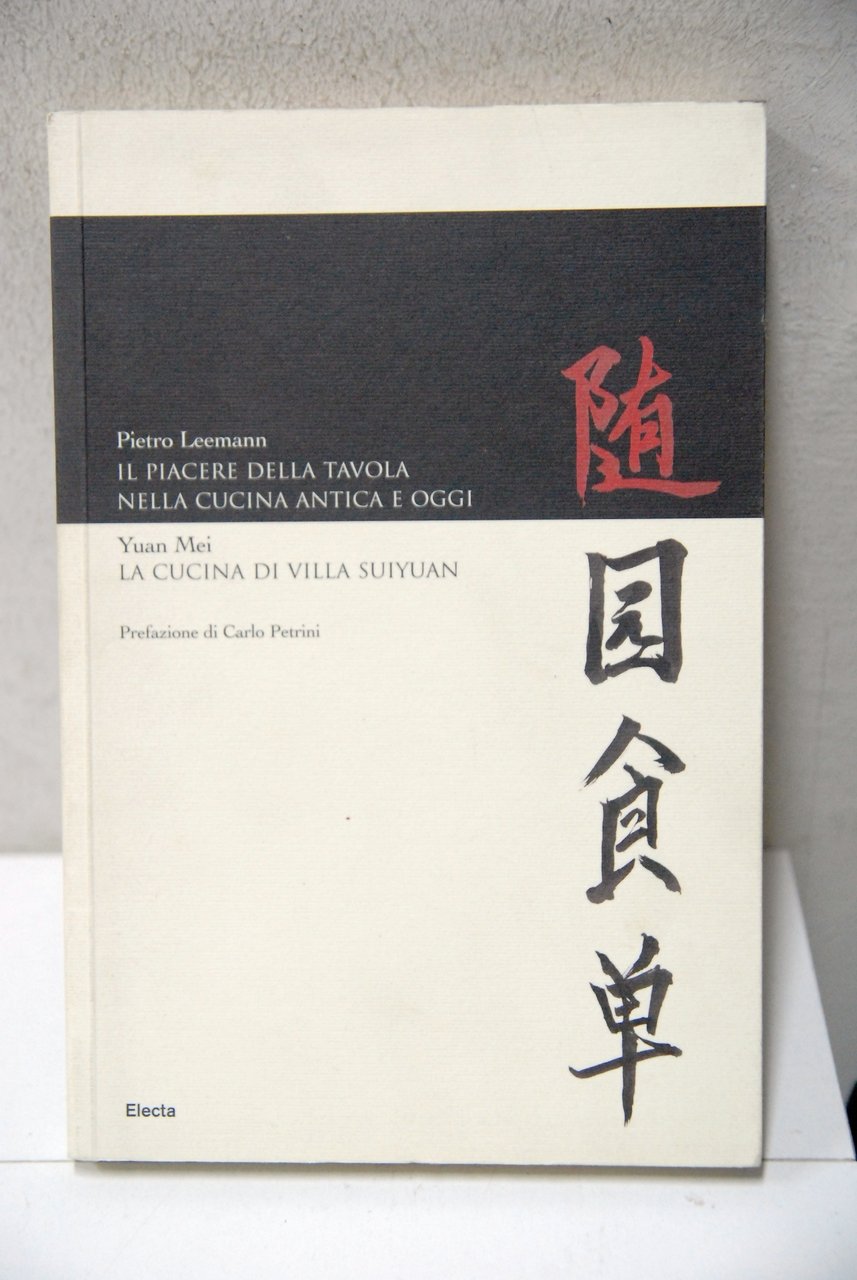 Pietro Leemann
IL PIACERE DELLA TAVOLA
NELLA CUCINA ANTICA E OGGI
Yuan Mei
LA CUCINA DI VILLA SUIYUAN
Prefazione di Carlo Petrini
随园食单
Electa